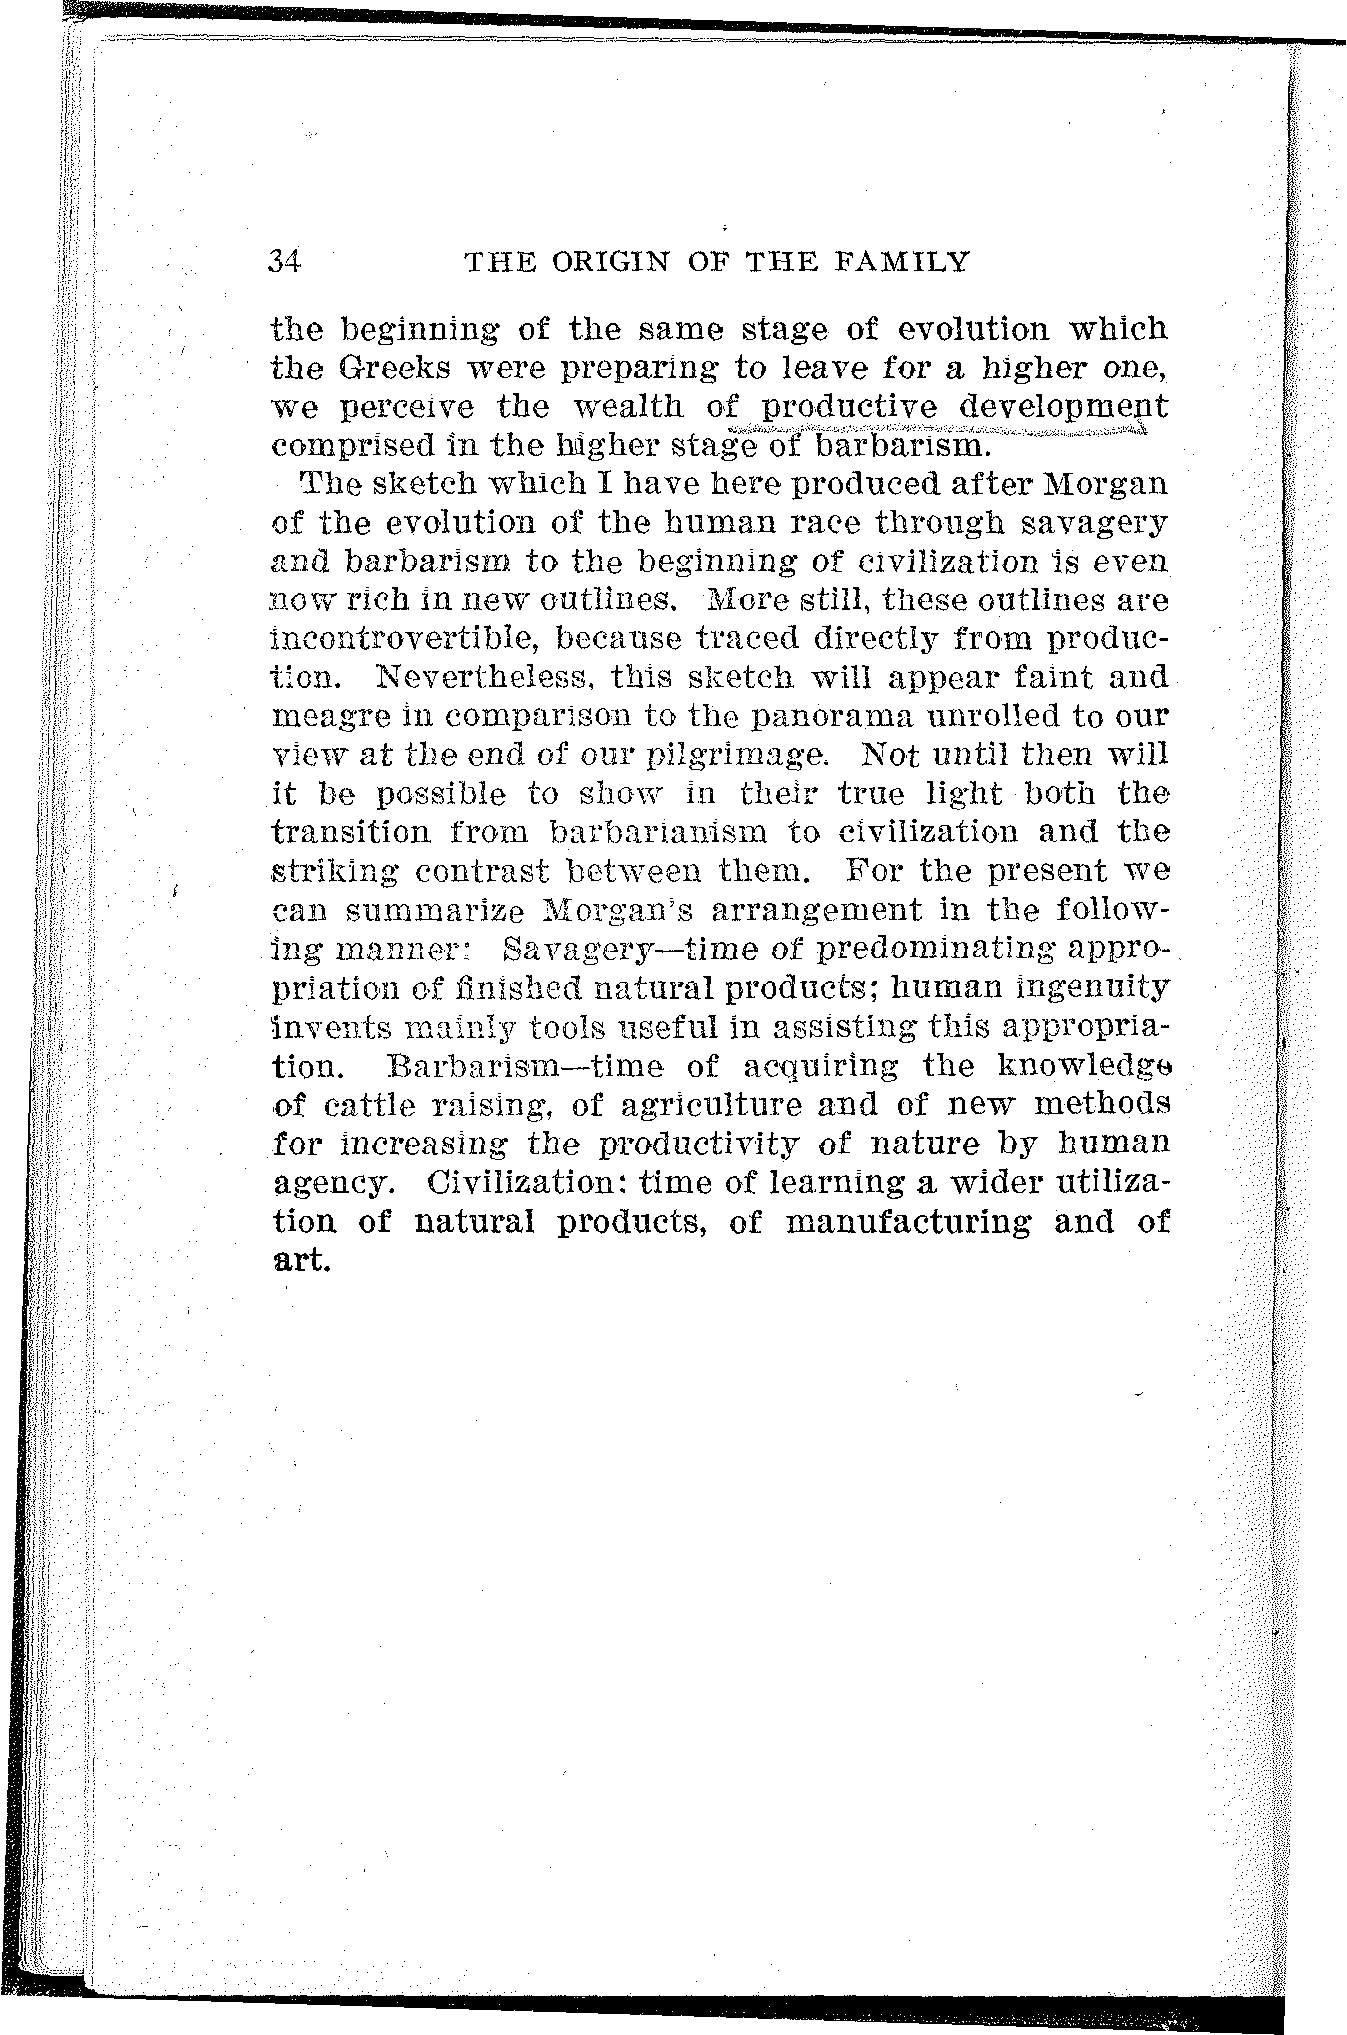 34 THE ORIGIN OF THE FAMILY
the beginning of the same stage of evolution which
the Greeks were preparing to leave for a higher one,
we perceive the wealth of productive development
comprised in the higher stage of barbarism.
The sketch which I have here produced after Morgan
of the evolution of the human race through savagery
and barbarism to the beginning of civilization is even
now rich in new outlines. More still, these outlines are
incontrovertible, because traced directly from produc-
tion. Nevertheless, this sketch will appear faint and
meagre in comparison to the panorama unrolled to our
view at the end of our pilgrimage. Not until then will
it be possible to show in their true light both the
transition from barbarianism to civilization and the
striking contrast between them. For the present we
can summarize Morgan's arrangement in the follow-
ing manner: Savagery—time of predominating appro-
priation of finished natural products; human ingenuity
invents mainly tools useful in assisting this appropria-
tion. Barbarism—time of acquiring the knowledge
of cattle raising, of agriculture and of new methods
for increasing the productivity of nature by human
agency. Civilization: time of learning a wider utiliza-
tion of natural products, of manufacturing and of
art.